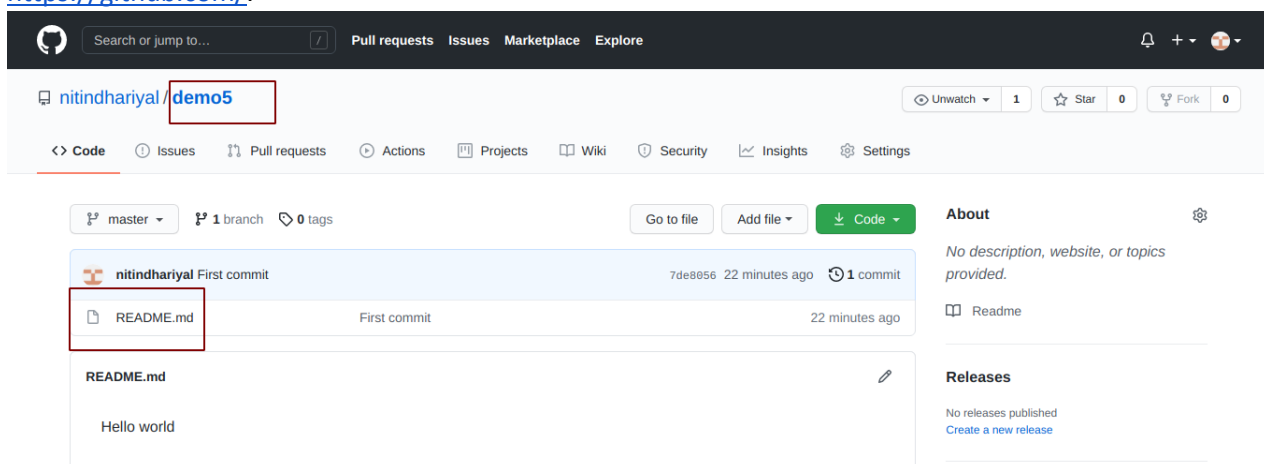 https://github.com/.
Search or jump to... / Pull requests Issues Marketplace Explore
nitindhariyal / demo5
Unwatch 1 Star 0 Fork 0
<> Code Issues Pull requests Actions Projects Wiki Security Insights Settings
master 1 branch 0 tags
Go to file Add file Code
nitindhariyal First commit 7de8056 22 minutes ago 1 commit
README.md First commit 22 minutes ago
README.md
Hello world
About
No description, website, or topics
provided.
Readme
Releases
No releases published
Create a new release